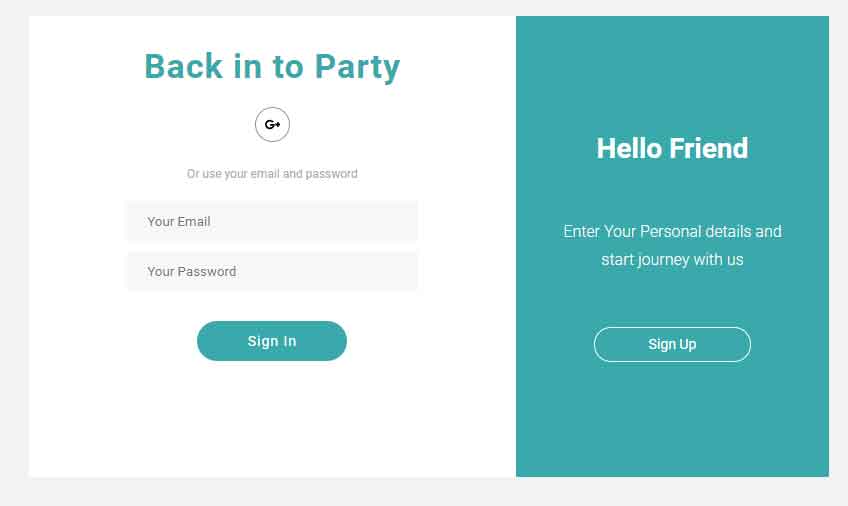 Back in to Party
G+
Or use your email and password
Your Email
Your Password
Sign In
Hello Friend
Enter Your Personal details and
start journey with us
Sign Up